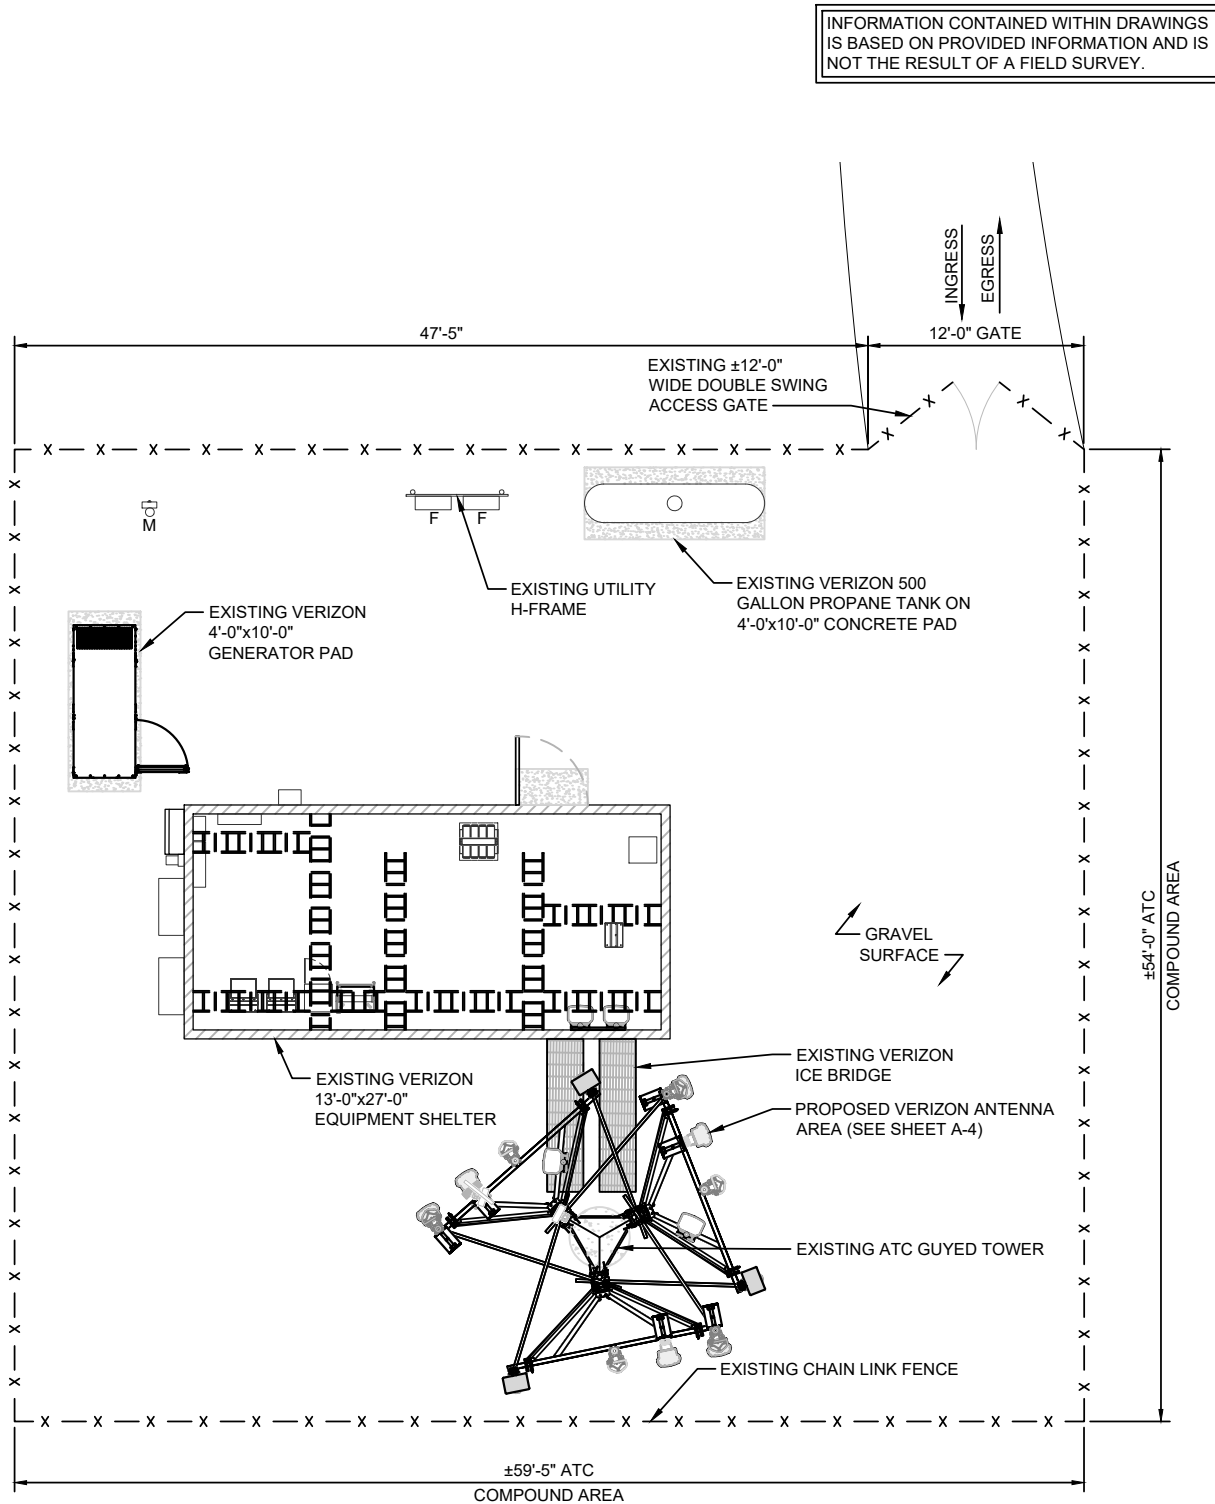 INFORMATION CONTAINED WITHIN DRAWINGS
IS BASED ON PROVIDED INFORMATION AND IS
NOT THE RESULT OF A FIELD SURVEY.
INGRESS
EGRESS
47'-5"
12'-0" GATE
EXISTING ±12'-0"
WIDE DOUBLE SWING
ACCESS GATE
M
F
F
EXISTING UTILITY
H-FRAME
EXISTING VERIZON 500
GALLON PROPANE TANK ON
4'-0'x10'-0" CONCRETE PAD
EXISTING VERIZON
4'-0"x10'-0"
GENERATOR PAD
GRAVEL
SURFACE
±54'-0" ATC
COMPOUND AREA
EXISTING VERIZON
13'-0"x27'-0"
EQUIPMENT SHELTER
EXISTING VERIZON
ICE BRIDGE
PROPOSED VERIZON ANTENNA
AREA (SEE SHEET A-4)
EXISTING ATC GUYED TOWER
EXISTING CHAIN LINK FENCE
±59'-5" ATC
COMPOUND AREA